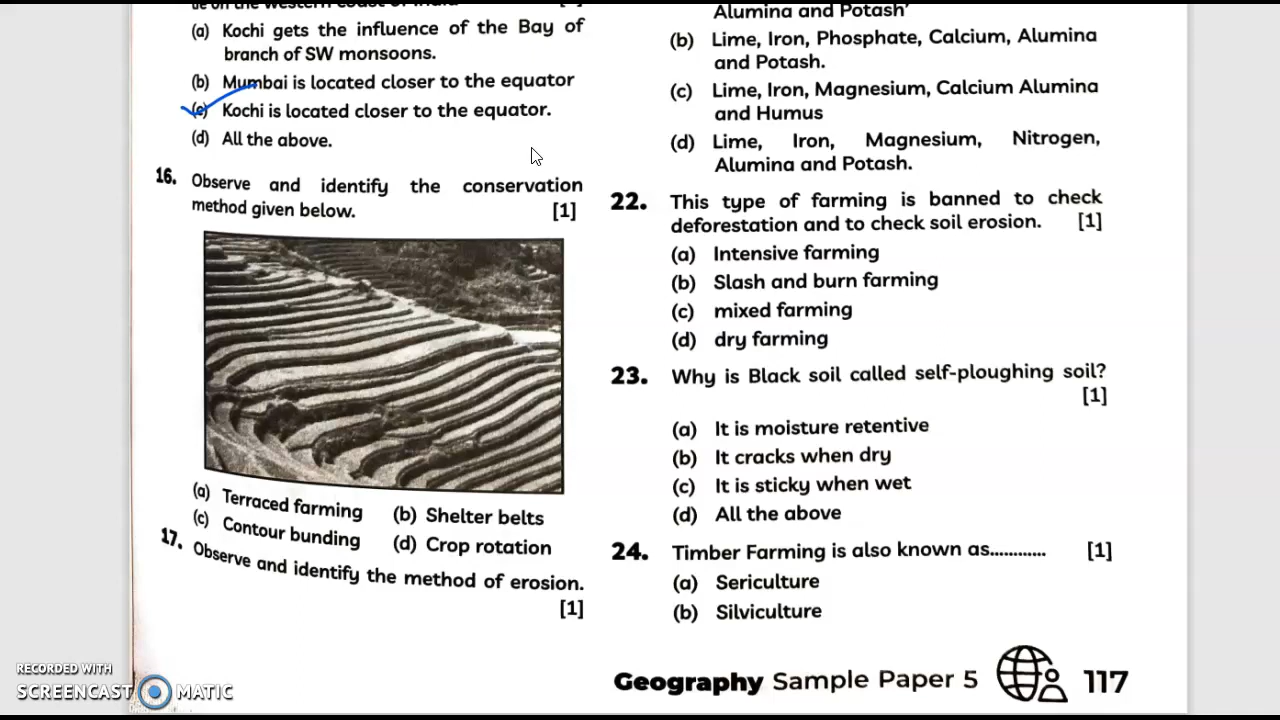 (a) Kochi gets the influence of the Bay of
branch of SW monsoons.
(b) Mumbai is located closer to the equator
(c) Kochi is located closer to the equator.
(d) All the above.
16. Observe and identify the conservation
method given below. [1]
(a) Terraced farming (b) Shelter belts
(c) Contour bunding (d) Crop rotation
17. Observe and identify the method of erosion.
[1]
Alumina and Potash'
(b) Lime, Iron, Phosphate, Calcium, Alumina
and Potash.
(c) Lime, Iron, Magnesium, Calcium Alumina
and Humus
(d) Lime, Iron, Magnesium, Nitrogen,
Alumina and Potash.
22. This type of farming is banned to check
deforestation and to check soil erosion. [1]
(a) Intensive farming
(b) Slash and burn farming
(c) mixed farming
(d) dry farming
23. Why is Black soil called self-ploughing soil?
[1]
(a) It is moisture retentive
(b) It cracks when dry
(c) It is sticky when wet
(d) All the above
24. Timber Farming is also known as............ [1]
(a) Sericulture
(b) Silviculture
Geography Sample Paper 5 117
RECORDED WITH
SCREENCAST MATIC